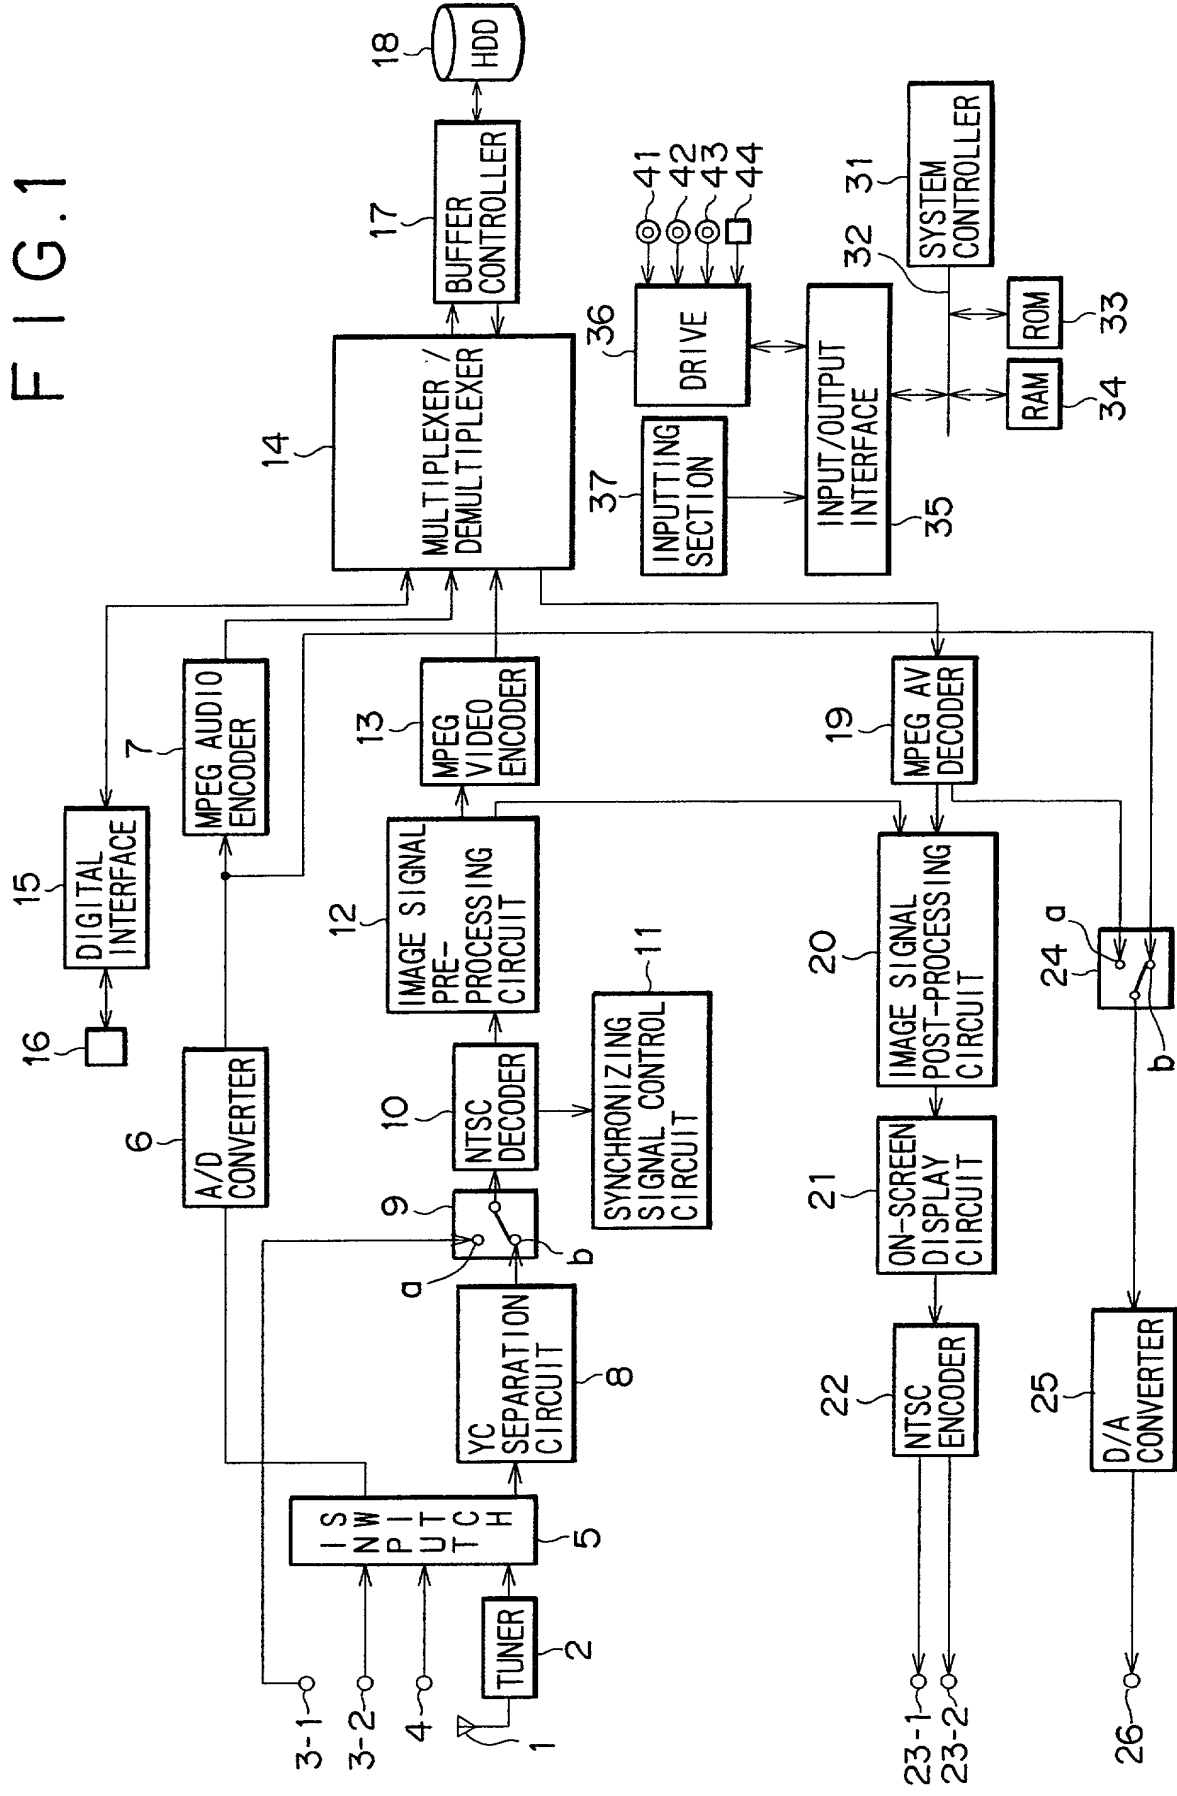 FIG.1
16
15
DIGITAL
INTERFACE
6
A/D
CONVERTER
7
MPEG AUDIO
ENCODER
14
MULTIPLEXER/
DEMULTIPLEXER
17
BUFFER
CONTROLLER
18
HDD
3-1
3-2
4
1
TUNER
2
INPUT
SWITCH
5
YC
SEPARATION
CIRCUIT
8
a
9
b
10
NTSC
DECODER
12
IMAGE SIGNAL
PRE-
PROCESSING
CIRCUIT
13
MPEG
VIDEO
ENCODER
SYNCHRONIZING
SIGNAL CONTROL
CIRCUIT
11
37
INPUTTING
SECTION
36
DRIVE
41
42
43
44
INPUT/OUTPUT
INTERFACE
35
32
31
SYSTEM
CONTROLLER
RAM
34
ROM
33
23-1
23-2
22
NTSC
ENCODER
21
ON-SCREEN
DISPLAY
CIRCUIT
20
IMAGE SIGNAL
POST-PROCESSING
CIRCUIT
19
MPEG AV
DECODER
26
25
D/A
CONVERTER
24
a
b